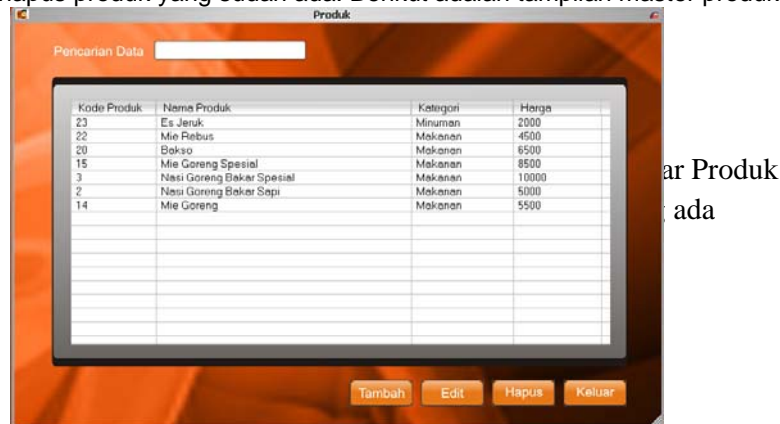 produk yang sudah ada. Berikut adalah tampilan master produk
Produk
Pencarian Data
Kode Produk Nama Produk Kategori Harga
23 Es Jeruk Minuman 2000
22 Mie Rebus Makanan 4500
20 Bakso Makanan 6500
15 Mie Goreng Spesial Makanan 8500
3 Nasi Goreng Bakar Spesial Makanan 10000
2 Nasi Goreng Bakar Sapi Makanan 5000
14 Mie Goreng Makanan 5500
ar Produk
ada
Tambah Edit Hapus Keluar